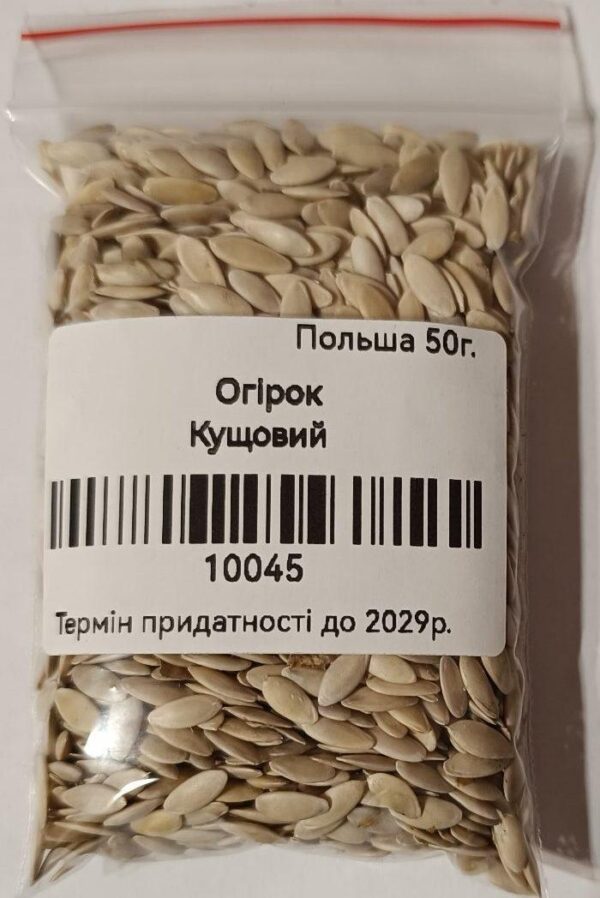 Польша 50г.
Огірок
Кущовий
10045
Термін придатності до 2029р.